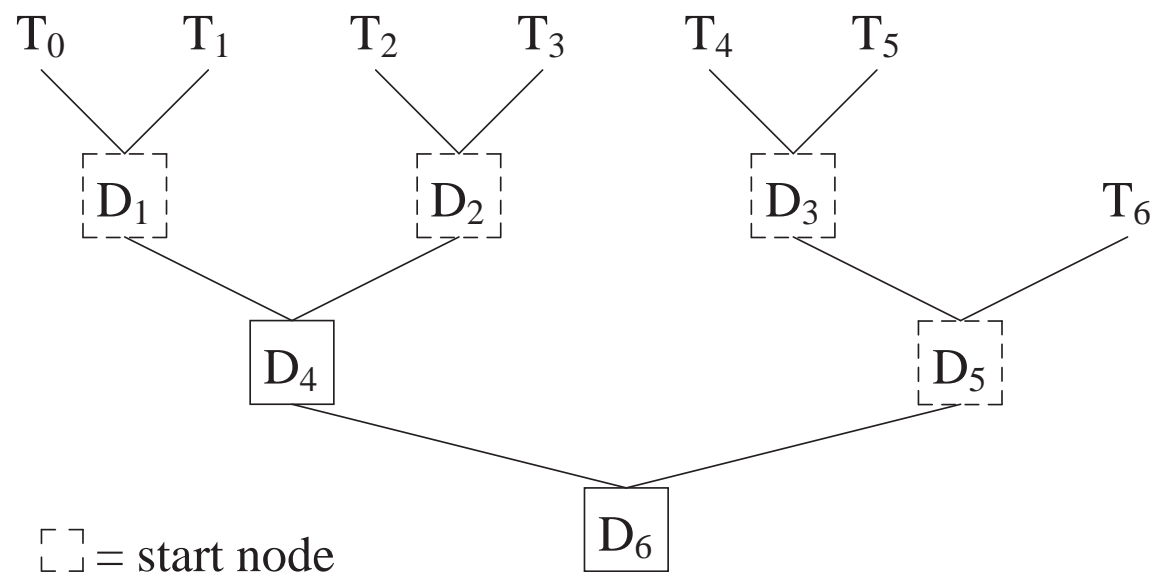 T₀ T₁ T₂ T₃ T₄ T₅
D₁ D₂ D₃ T₆
D₄ D₅
D₆
= start node